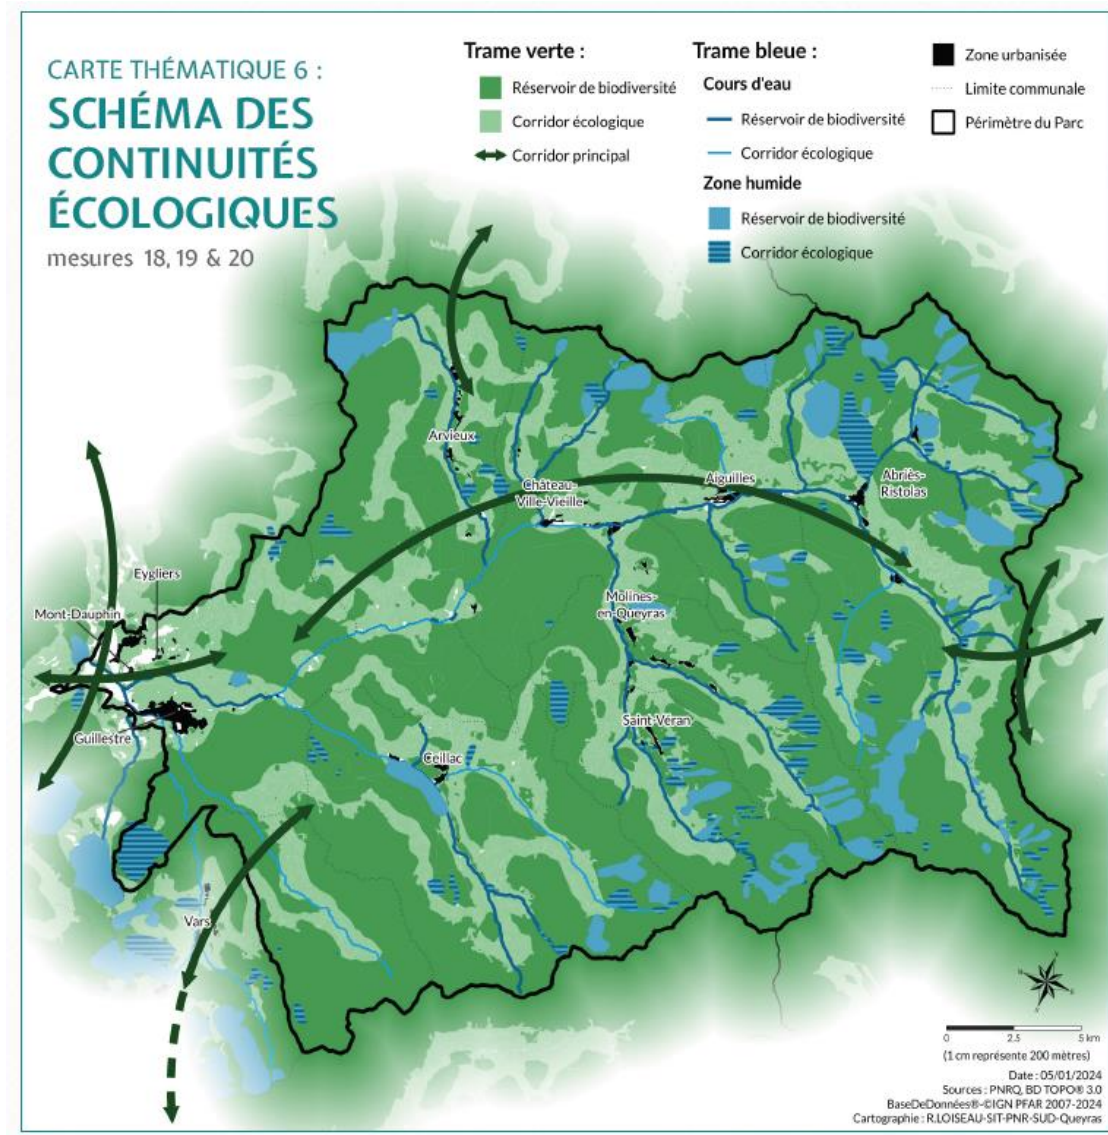 CARTE THÉMATIQUE 6 :
SCHÉMA DES
CONTINUITÉS
ÉCOLOGIQUES
mesures 18, 19 & 20
Trame verte :
Réservoir de biodiversité
Corridor écologique
Corridor principal
Trame bleue :
Cours d'eau
Réservoir de biodiversité
Corridor écologique
Zone humide
Réservoir de biodiversité
Corridor écologique
Zone urbanisée
Limite communale
Périmètre du Parc
Arvieux
Château-
Ville-Vieille
Aiguilles
Abriès-
Ristolas
Eygliers
Mont-Dauphin
Molines-
en-Queyras
Saint-Véran
Guillestre
Ceillac
Vars
0 2.5 5 km
(1 cm représente 200 mètres)
Date : 05/01/2024
Sources : PNRQ, BD TOPO® 3.0
BaseDeDonnées®-©IGN PFAR 2007-2024
Cartographie : R.LOISEAU-SIT-PNR-SUD-Queyras